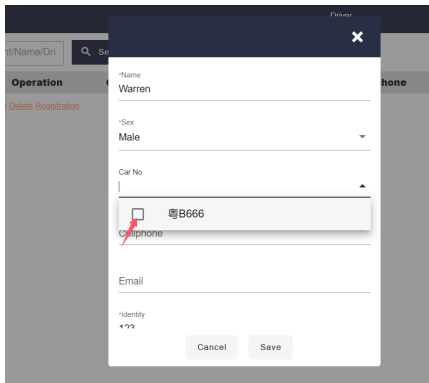 Driver
nt/Name/Dri
Se
Operation
hone
Delete Registration
*Name
Warren
*Sex
Male
Car No
粤B666
Cellphone
Email
*Identity
123
Cancel
Save